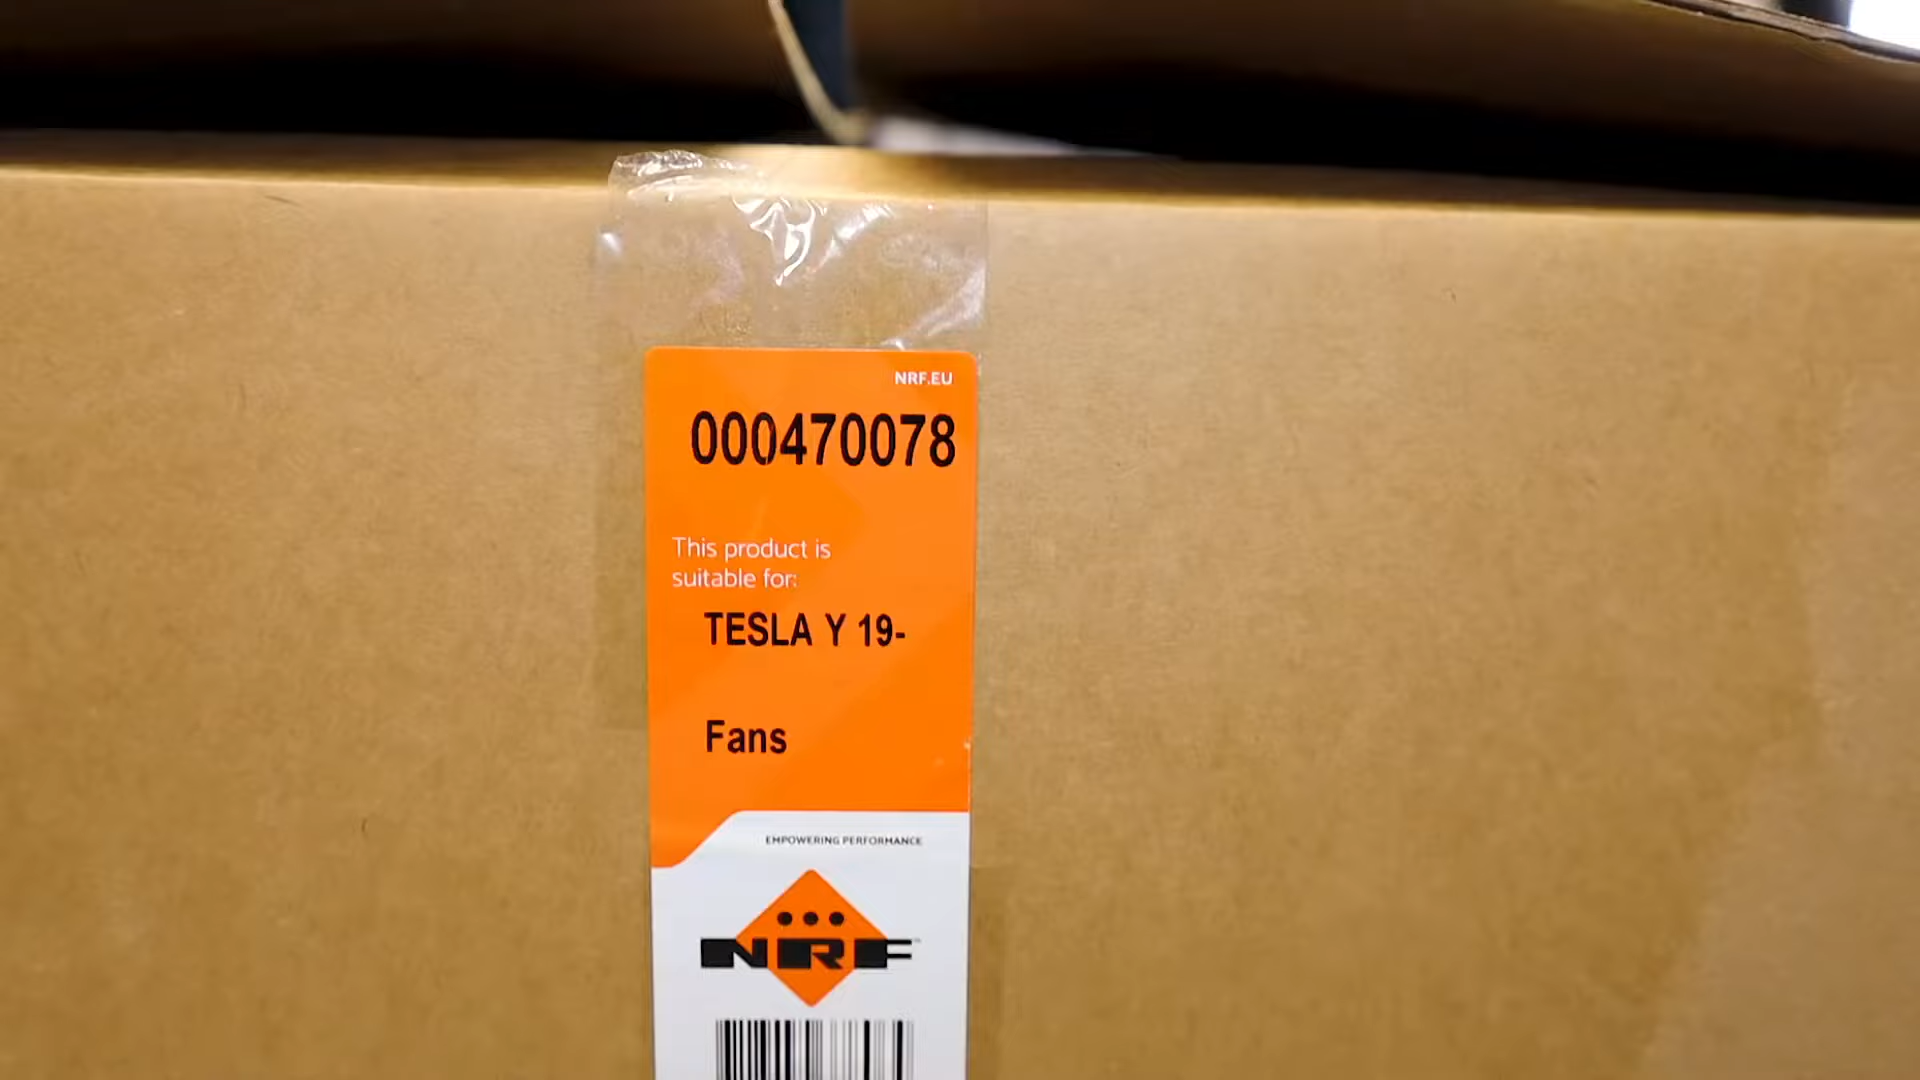 NRF.EU
000470078
This product is
suitable for:
TESLA Y 19-
Fans
EMPOWERING PERFORMANCE
NRF